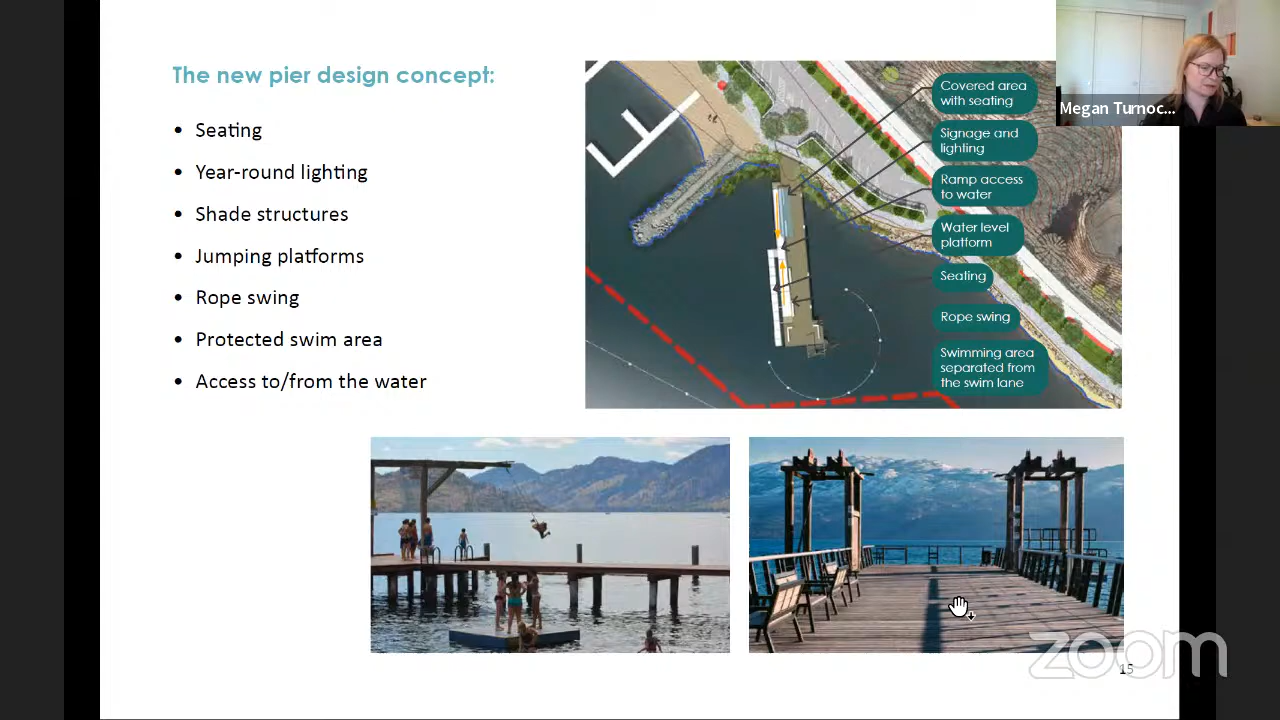 The new pier design concept:
• Seating
• Year-round lighting
• Shade structures
• Jumping platforms
• Rope swing
• Protected swim area
• Access to/from the water
Covered area
with seating
Signage and
lighting
Ramp access
to water
Water level
platform
Seating
Rope swing
Swimming area
separated from
the swim lane
Megan Turnoc...
zoom
15